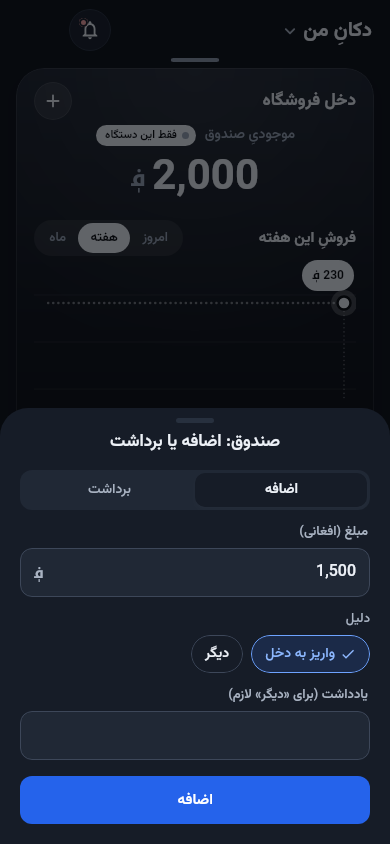 دکانِ من
دخل فروشگاه
موجودیِ صندوق
فقط این دستگاه
2,000 ؋
فروشِ این هفته
امروز
هفته
ماه
230 ؋
صندوق: اضافه یا برداشت
اضافه
برداشت
مبلغ (افغانی)
1,500 ؋
دلیل
واریز به دخل
دیگر
یادداشت (برای «دیگر» لازم)
اضافه